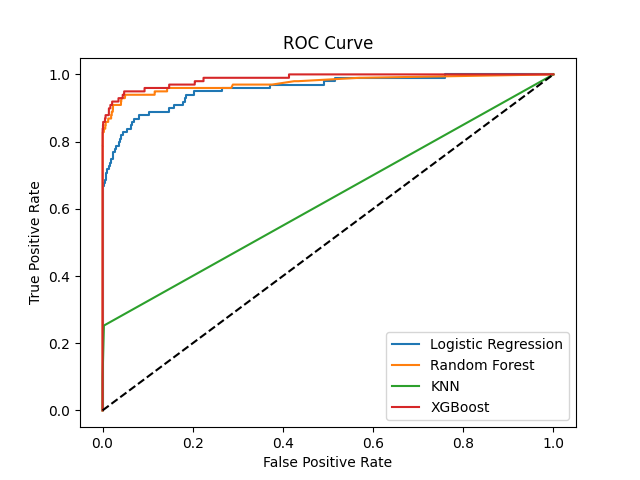 ROC Curve
True Positive Rate
1.0
0.8
0.6
0.4
0.2
0.0
Logistic Regression
Random Forest
KNN
XGBoost
0.0 0.2 0.4 0.6 0.8 1.0
False Positive Rate